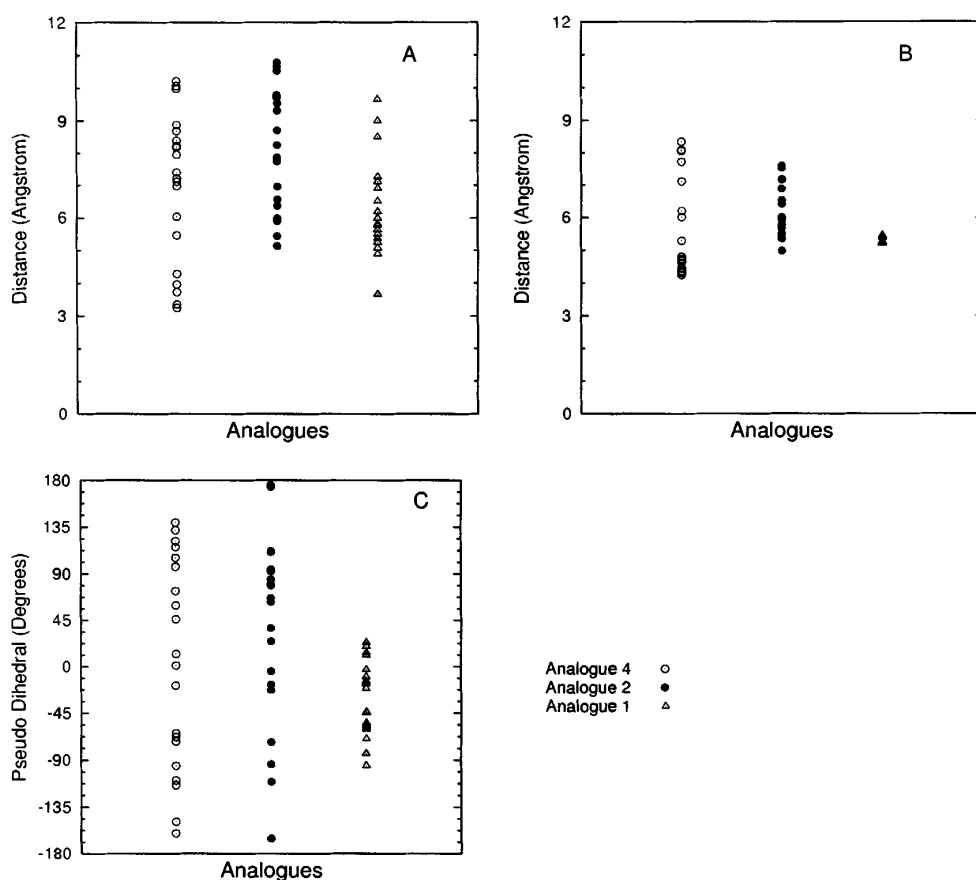 A
12
9
6
3
0
Distance (Angstrom)
Analogues
B
12
9
6
3
0
Distance (Angstrom)
Analogues
C
180
135
90
45
0
-45
-90
-135
-180
Pseudo Dihedral (Degrees)
Analogues
Analogue 4
Analogue 2
Analogue 1